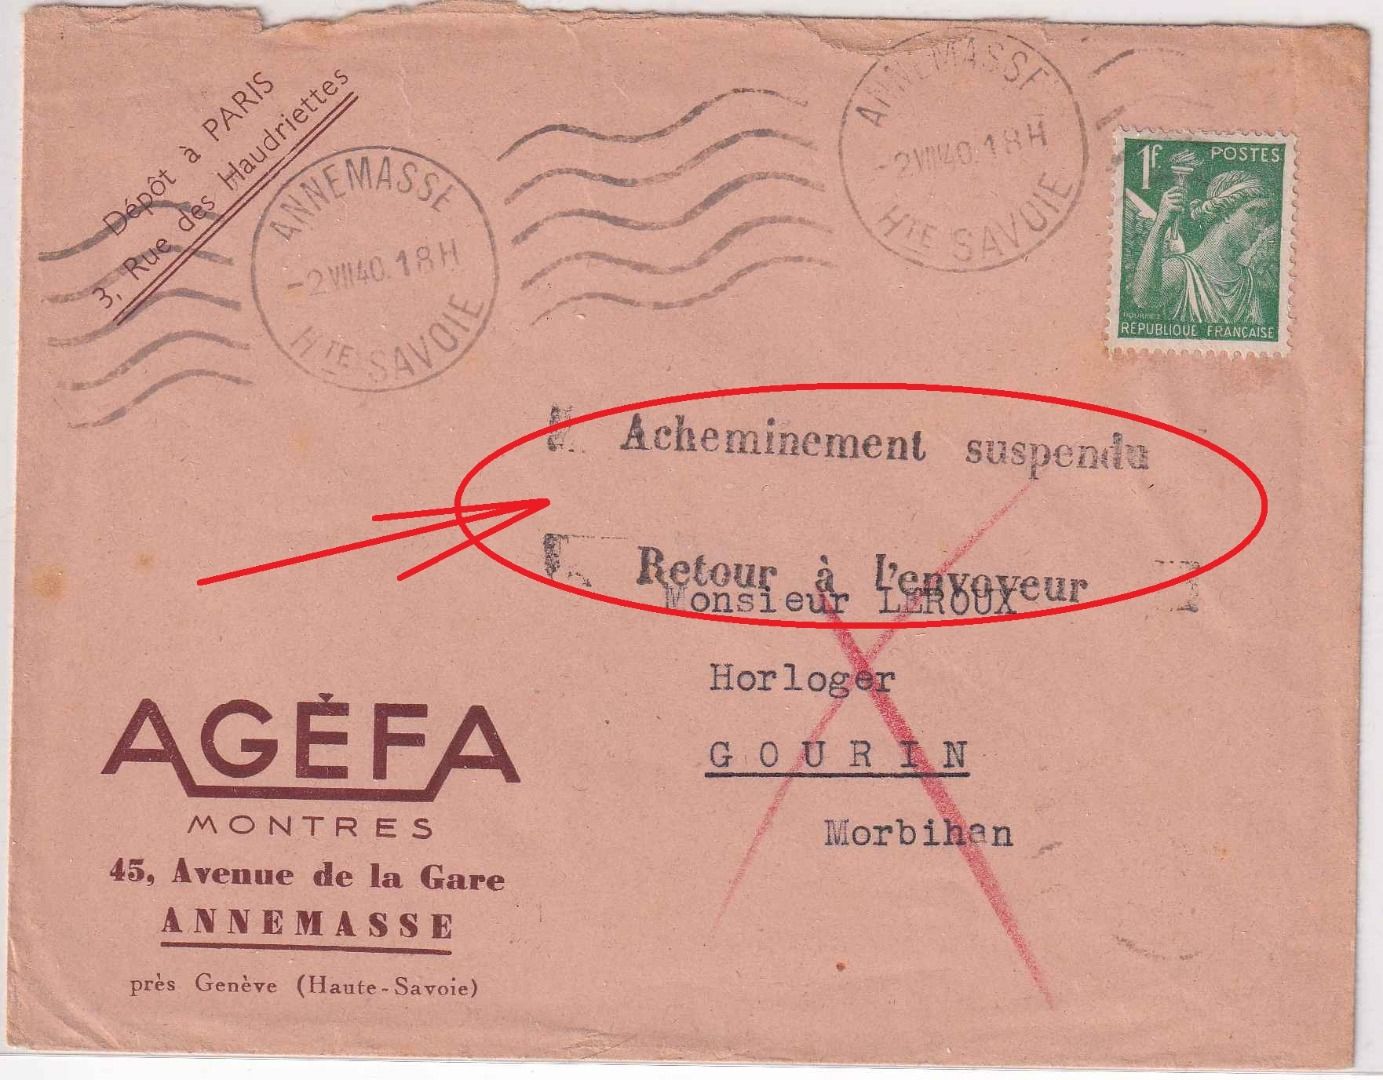 Dépôt à PARIS
3, Rue des Haudriettes
ANNEMASSE
-2 VII 40. 18H
HTE SAVOIE
ANNEMASSE
-2 VII 40. 18H
HTE SAVOIE
1F. POSTES
REPUBLIQUE FRANÇAISE
Acheminement suspendu
Retour à l'envoyeur
Monsieur LEROUX
Horloger
GOURIN
Morbihan
AGÉFA
MONTRES
45, Avenue de la Gare
ANNEMASSE
près Genève (Haute-Savoie)